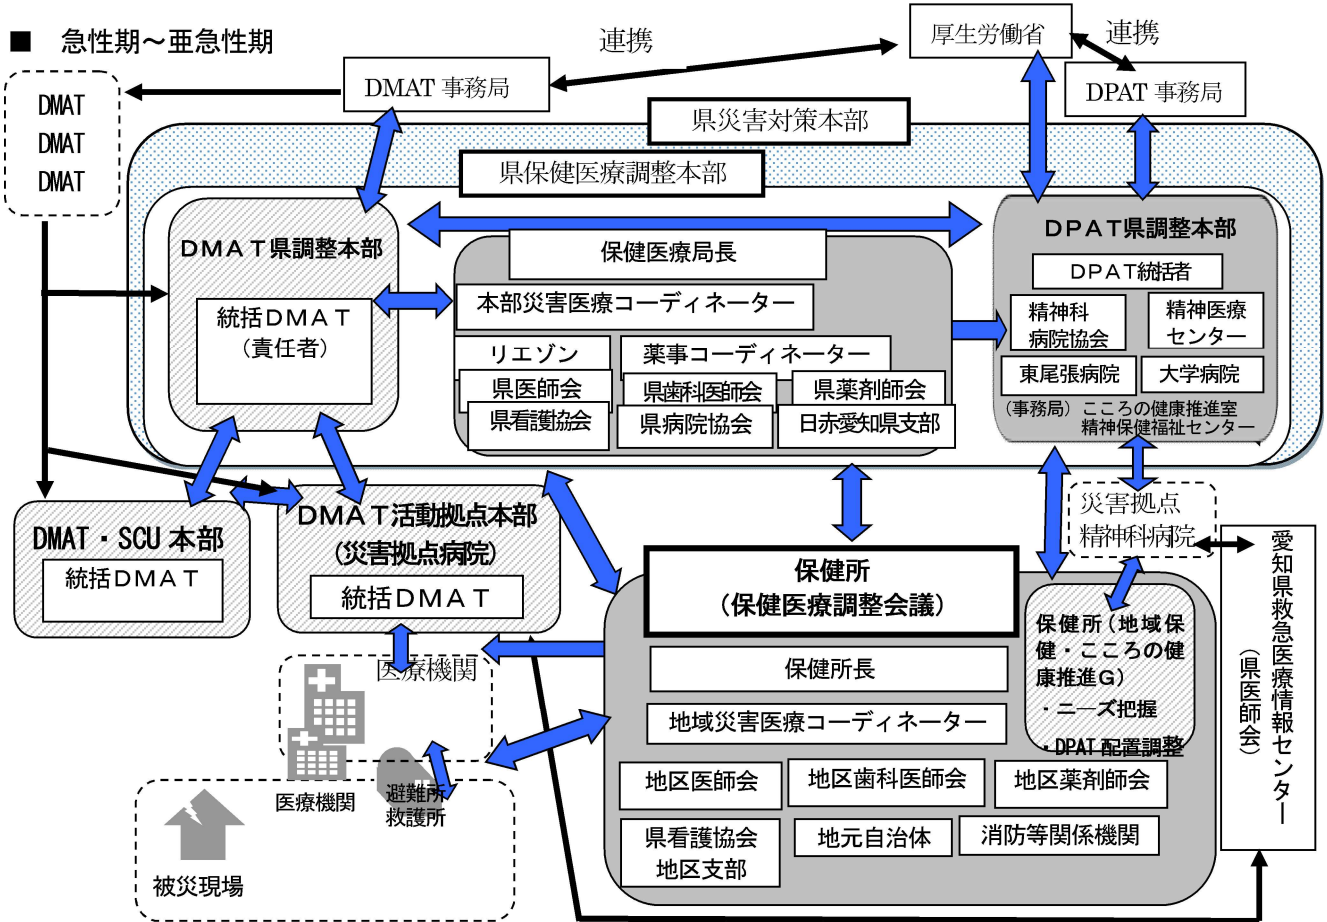 ■ 急性期～亜急性期
連携
厚生労働省
連携
DMAT 事務局
DPAT 事務局
DMAT
DMAT
DMAT
県災害対策本部
県保健医療調整本部
ＤＭＡＴ県調整本部
統括ＤＭＡＴ
（責任者）
保健医療局長
本部災害医療コーディネーター
リエゾン
薬事コーディネーター
県医師会
県歯科医師会
県薬剤師会
県看護協会
県病院協会
日赤愛知県支部
ＤＰＡＴ県調整本部
ＤＰＡＴ統括者
精神科
病院協会
精神医療
センター
東尾張病院
大学病院
（事務局）こころの健康推進室
精神保健福祉センター
DMAT・SCU 本部
統括ＤＭＡＴ
ＤＭＡＴ活動拠点本部
（災害拠点病院）
統括ＤＭＡＴ
災害拠点
精神科病院
愛知県救急医療情報センター
（県医師会）
保健所
（保健医療調整会議）
保健所長
地域災害医療コーディネーター
保健所（地域保
健・こころの健
康推進Ｇ）
・ニーズ把握
・DPAT 配置調整
地区医師会
地区歯科医師会
地区薬剤師会
県看護協会
地区支部
地元自治体
消防等関係機関
医療機関
医療機関
避難所
救護所
被災現場